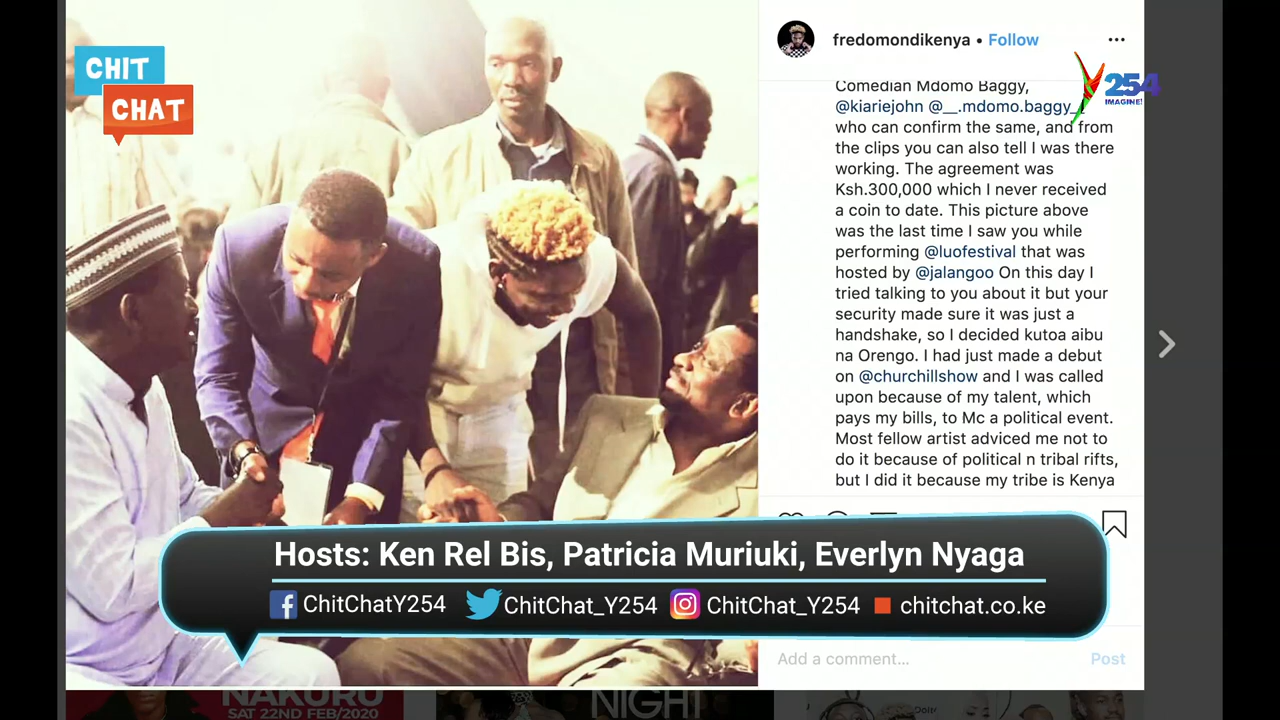 CHIT
CHAT
fredomondikenya • Follow
254
IMAGINE!
Comedian Mdomo Baggy,
@kiariejohn @__.mdomo.baggy_
who can confirm the same, and from
the clips you can also tell I was there
working. The agreement was
Ksh.300,000 which I never received
a coin to date. This picture above
was the last time I saw you while
performing @luofestival that was
hosted by @jalangoo On this day I
tried talking to you about it but your
security made sure it was just a
handshake, so I decided kutoa aibu
na Orengo. I had just made a debut
on @churchillshow and I was called
upon because of my talent, which
pays my bills, to Mc a political event.
Most fellow artist adviced me not to
do it because of political n tribal rifts,
but I did it because my tribe is Kenya
Hosts: Ken Rel Bis, Patricia Muriuki, Everlyn Nyaga
ChitChatY254 ChitChat_Y254 ChitChat_Y254 chitchat.co.ke
Add a comment... Post
NAKURU
SAT 22ND FEB/2020
NIGHT